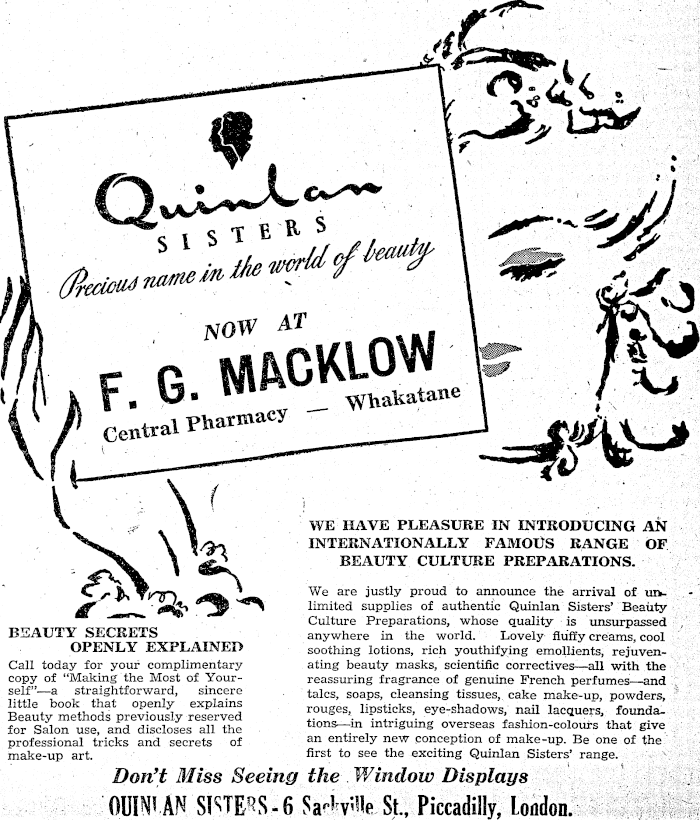 Quinlan
SISTERS
Precious name in the world of beauty
NOW AT
F. G. MACKLOW
Central Pharmacy — Whakatane
WE HAVE PLEASURE IN INTRODUCING AN
INTERNATIONALLY FAMOUS RANGE OF
BEAUTY CULTURE PREPARATIONS.
We are justly proud to announce the arrival of un-
limited supplies of authentic Quinlan Sisters' Beauty
Culture Preparations, whose quality is unsurpassed
anywhere in the world. Lovely fluffy creams, cool
soothing lotions, rich youthifying emollients, rejuven-
ating beauty masks, scientific correctives—all with the
reassuring fragrance of genuine French perfumes—and
talcs, soaps, cleansing tissues, cake make-up, powders,
rouges, lipsticks, eye-shadows, nail lacquers, founda-
tions—in intriguing overseas fashion-colours that give
an entirely new conception of make-up. Be one of the
first to see the exciting Quinlan Sisters' range.
BEAUTY SECRETS
OPENLY EXPLAINED
Call today for your complimentary
copy of "Making the Most of Your-
self"—a straightforward, sincere
little book that openly explains
Beauty methods previously reserved
for Salon use, and discloses all the
professional tricks and secrets of
make-up art.
Don't Miss Seeing the Window Displays
QUINLAN SISTERS - 6 Sackville St., Piccadilly, London.